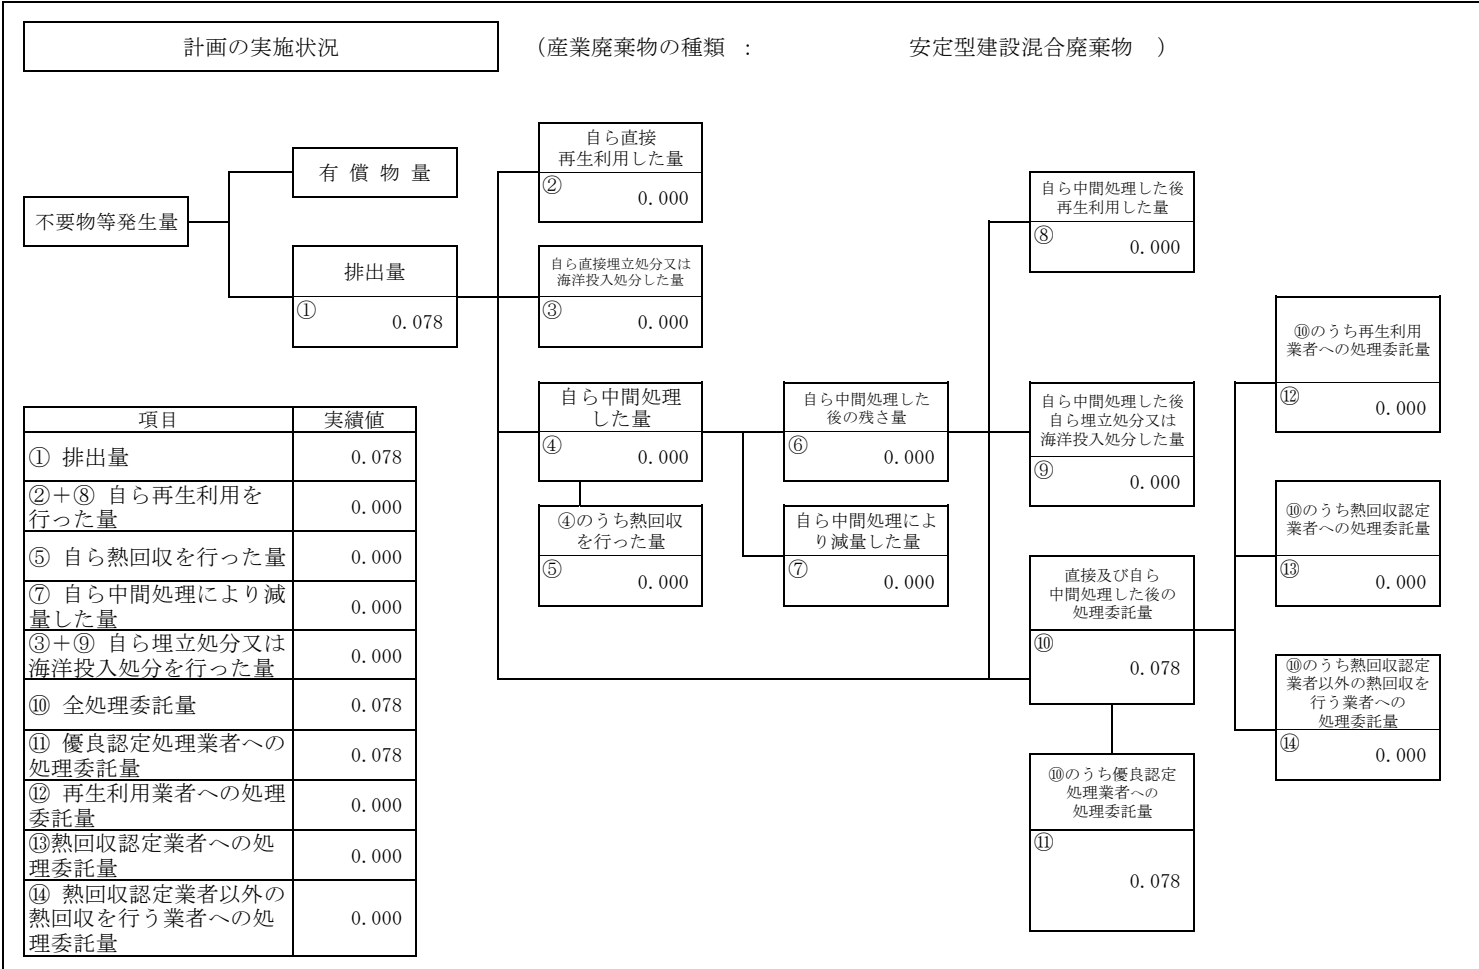 計画の実施状況
（産業廃棄物の種類 ： 安定型建設混合廃棄物 ）
不要物等発生量
有 償 物 量
排出量
① 0.078
自ら直接
再生利用した量
② 0.000
自ら直接埋立処分又は
海洋投入処分した量
③ 0.000
自ら中間処理
した量
④ 0.000
④のうち熱回収
を行った量
⑤ 0.000
自ら中間処理した
後の残さ量
⑥ 0.000
自ら中間処理によ
り減量した量
⑦ 0.000
自ら中間処理した後
再生利用した量
⑧ 0.000
自ら中間処理した後
自ら埋立処分又は
海洋投入処分した量
⑨ 0.000
直接及び自ら
中間処理した後の
処理委託量
⑩ 0.078
⑩のうち優良認定
処理業者への
処理委託量
⑪ 0.078
⑩のうち再生利用
業者への処理委託量
⑫ 0.000
⑩のうち熱回収認定
業者への処理委託量
⑬ 0.000
⑩のうち熱回収認定
業者以外の熱回収を
行う業者への
処理委託量
⑭ 0.000
項目 実績値
① 排出量 0.078
②＋⑧ 自ら再生利用を
行った量 0.000
⑤ 自ら熱回収を行った量 0.000
⑦ 自ら中間処理により減
量した量 0.000
③＋⑨ 自ら埋立処分又は
海洋投入処分を行った量 0.000
⑩ 全処理委託量 0.078
⑪ 優良認定処理業者への
処理委託量 0.078
⑫ 再生利用業者への処理
委託量 0.000
⑬熱回収認定業者への処
理委託量 0.000
⑭ 熱回収認定業者以外の
熱回収を行う業者への処
理委託量 0.000